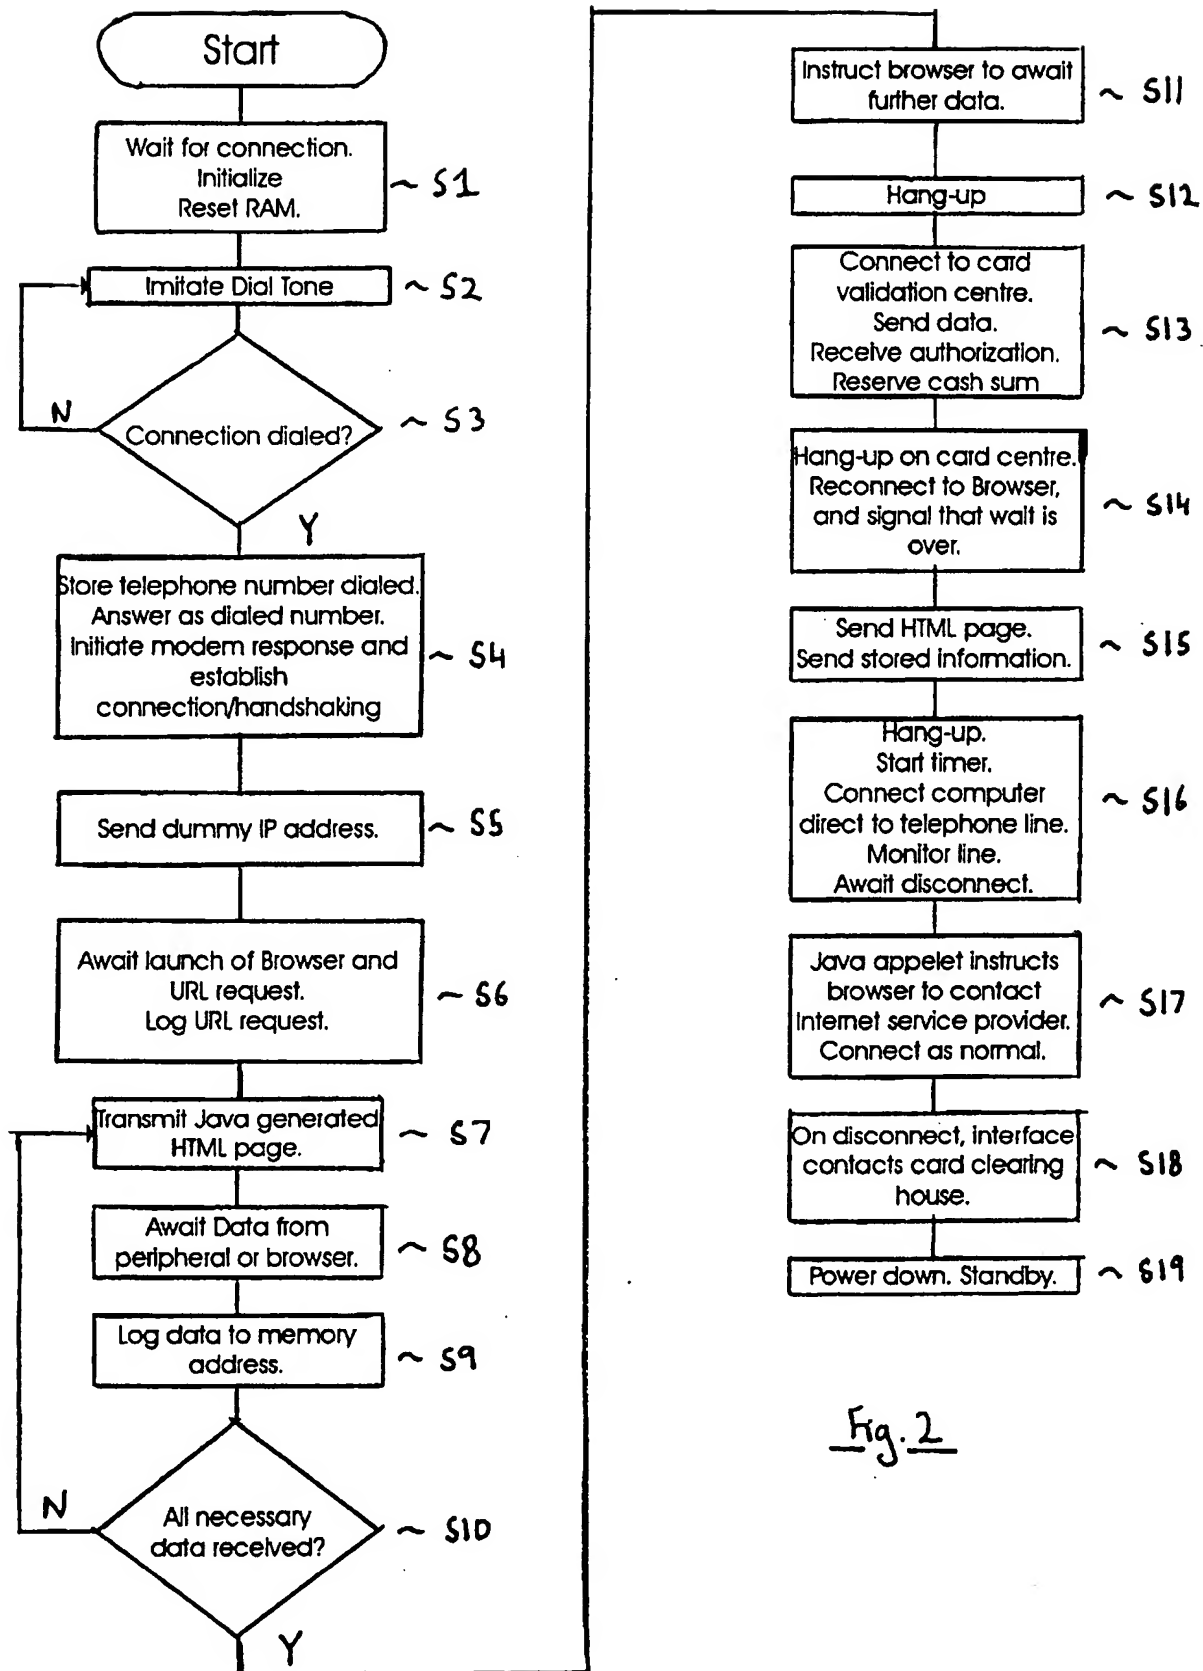 Start
Wait for connection.
Initialize
Reset RAM.
~ S1
Imitate Dial Tone
~ S2
N
Connection dialed?
~ S3
Y
Store telephone number dialed.
Answer as dialed number.
Initiate modem response and
establish
connection/handshaking
~ S4
Send dummy IP address.
~ S5
Await launch of Browser and
URL request.
Log URL request.
~ S6
Transmit Java generated
HTML page.
~ S7
Await Data from
peripheral or browser.
~ S8
Log data to memory
address.
~ S9
N
All necessary
data received?
~ S10
Y
Instruct browser to await
further data.
~ S11
Hang-up
~ S12
Connect to card
validation centre.
Send data.
Receive authorization.
Reserve cash sum
~ S13
Hang-up on card centre.
Reconnect to Browser,
and signal that wait is
over.
~ S14
Send HTML page.
Send stored information.
~ S15
Hang-up.
Start timer.
Connect computer
direct to telephone line.
Monitor line.
Await disconnect.
~ S16
Java appelet instructs
browser to contact
Internet service provider.
Connect as normal.
~ S17
On disconnect, interface
contacts card clearing
house.
~ S18
Power down. Standby.
~ S19
Fig. 2